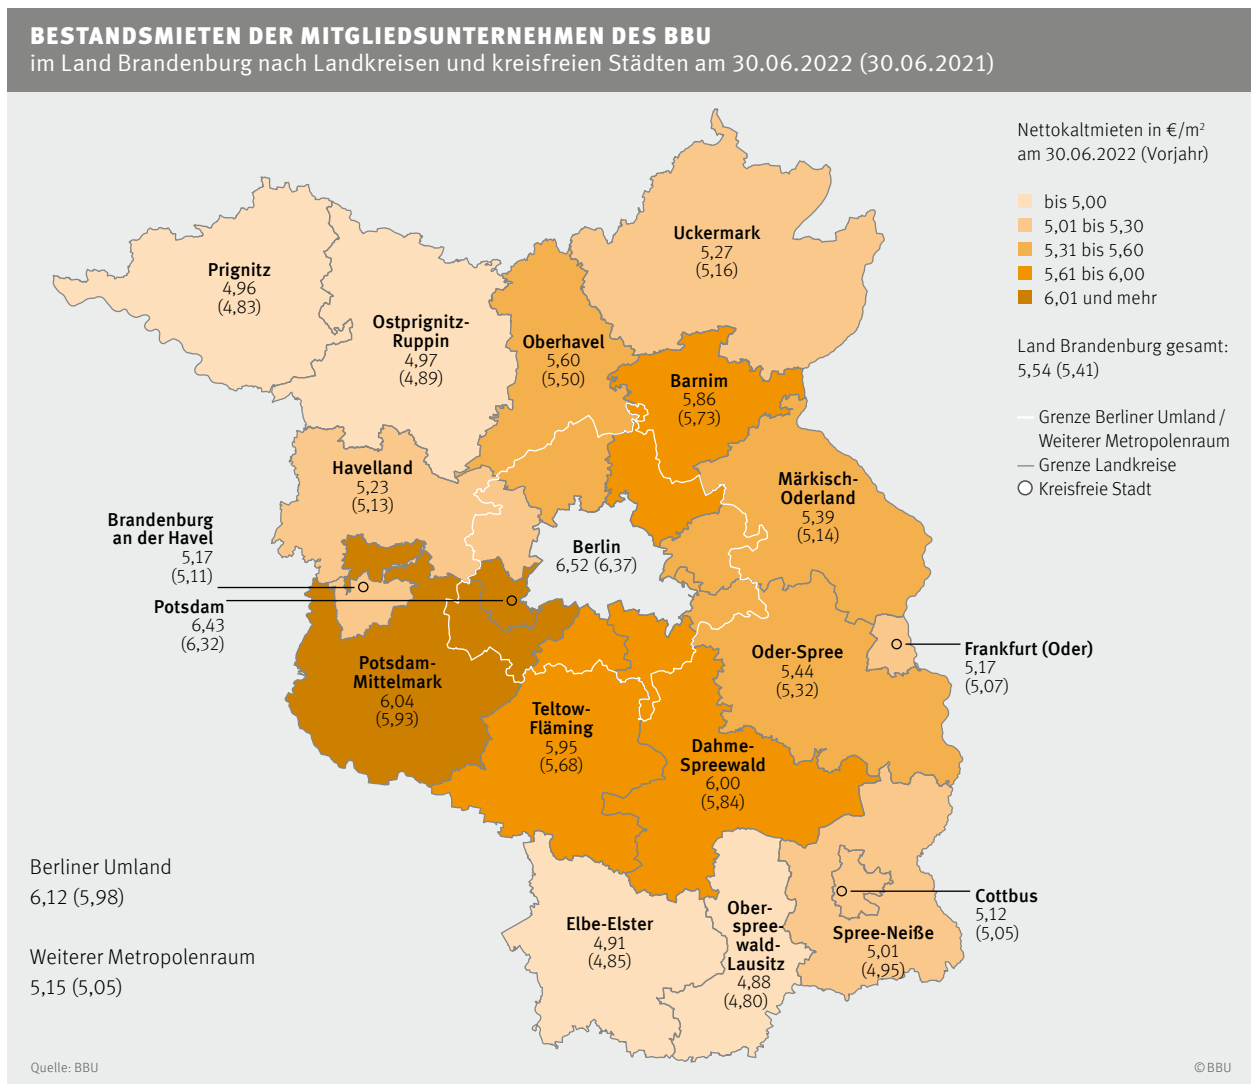 BESTANDSMIETEN DER MITGLIEDSUNTERNEHMEN DES BBU
im Land Brandenburg nach Landkreisen und kreisfreien Städten am 30.06.2022 (30.06.2021)
Nettokaltmieten in €/m²
am 30.06.2022 (Vorjahr)
bis 5,00
5,01 bis 5,30
5,31 bis 5,60
5,61 bis 6,00
6,01 und mehr
Land Brandenburg gesamt:
5,54 (5,41)
Grenze Berliner Umland /
Weiterer Metropolenraum
Grenze Landkreise
Kreisfreie Stadt
Uckermark
5,27
(5,16)
Prignitz
4,96
(4,83)
Ostprignitz-
Ruppin
4,97
(4,89)
Oberhavel
5,60
(5,50)
Barnim
5,86
(5,73)
Havelland
5,23
(5,13)
Märkisch-
Oderland
5,39
(5,14)
Brandenburg
an der Havel
5,17
(5,11)
Berlin
6,52 (6,37)
Potsdam
6,43
(6,32)
Potsdam-
Mittelmark
6,04
(5,93)
Oder-Spree
5,44
(5,32)
Frankfurt (Oder)
5,17
(5,07)
Teltow-
Fläming
5,95
(5,68)
Dahme-
Spreewald
6,00
(5,84)
Berliner Umland
6,12 (5,98)
Weiterer Metropolenraum
5,15 (5,05)
Elbe-Elster
4,91
(4,85)
Ober-
spree-
wald-
Lausitz
4,88
(4,80)
Spree-Neiße
5,01
(4,95)
Cottbus
5,12
(5,05)
Quelle: BBU
© BBU